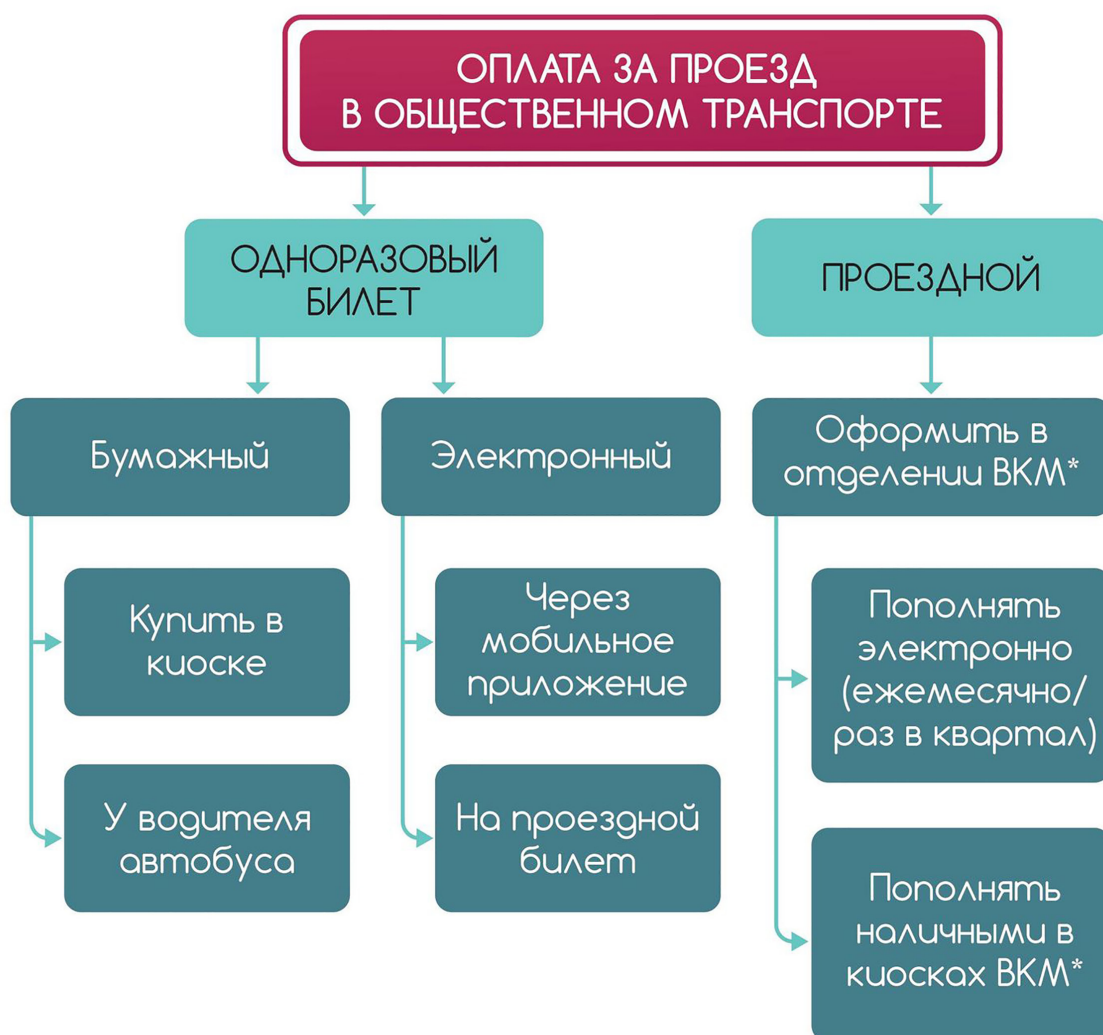 ОПЛАТА ЗА ПРОЕЗД
В ОБЩЕСТВЕННОМ ТРАНСПОРТЕ
ОДНОРАЗОВЫЙ
БИЛЕТ
ПРОЕЗДНОЙ
Бумажный
Электронный
Оформить в
отделении ВКМ*
Купить в
киоске
Через
мобильное
приложение
Пополнять
электронно
(ежемесячно/
раз в квартал)
У водителя
автобуса
На проездной
билет
Пополнять
наличными в
киосках ВКМ*